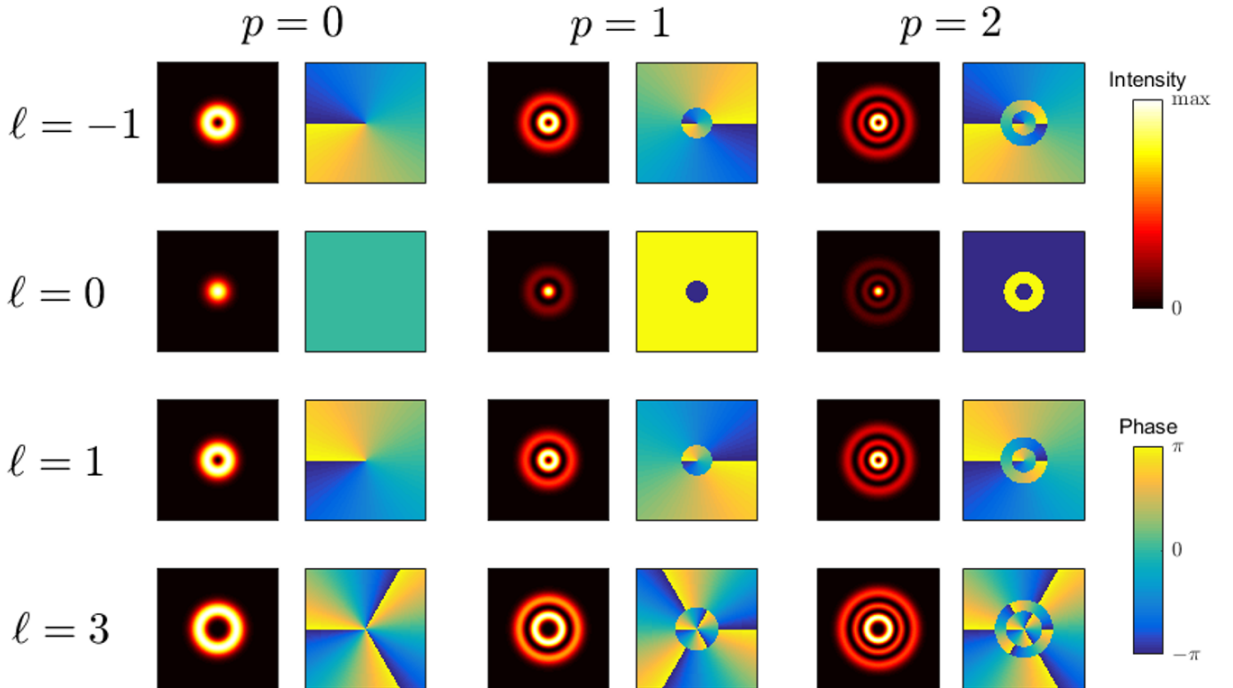 p = 0
p = 1
p = 2
ℓ = −1
Intensity
max
0
ℓ = 0
ℓ = 1
Phase
π
0
−π
ℓ = 3